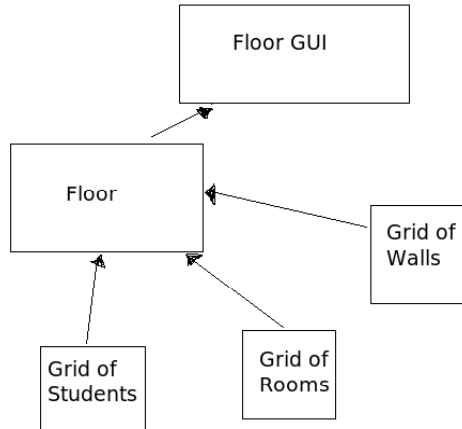 Floor GUI
Floor
Grid of
Walls
Grid of
Students
Grid of
Rooms